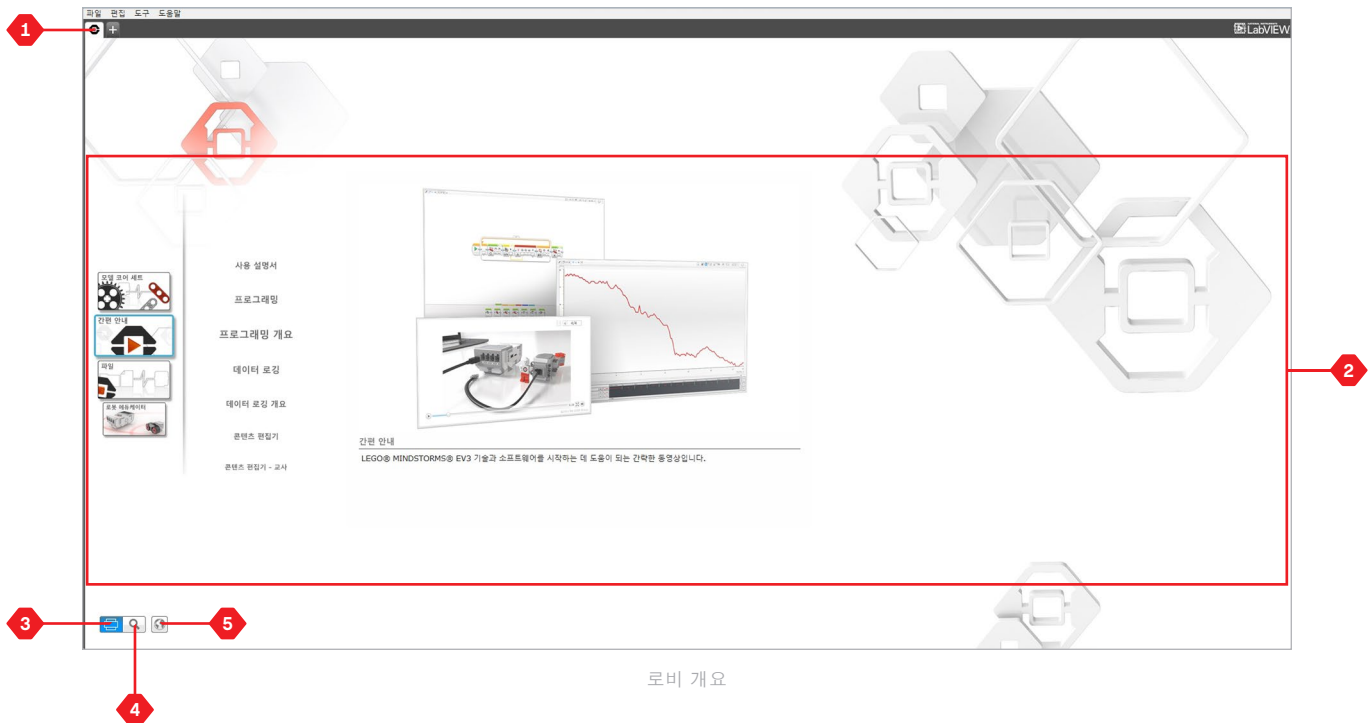 파일 편집 도구 도움말
1
+
LabVIEW
모델 코어 세트
간편 안내
파일
로봇 에듀케이터
사용 설명서
프로그래밍
프로그래밍 개요
데이터 로깅
데이터 로깅 개요
콘텐츠 편집기
콘텐츠 편집기 – 교사
간편 안내
LEGO® MINDSTORMS® EV3 기술과 소프트웨어를 시작하는 데 도움이 되는 간략한 동영상입니다.
2
3
5
4
로비 개요